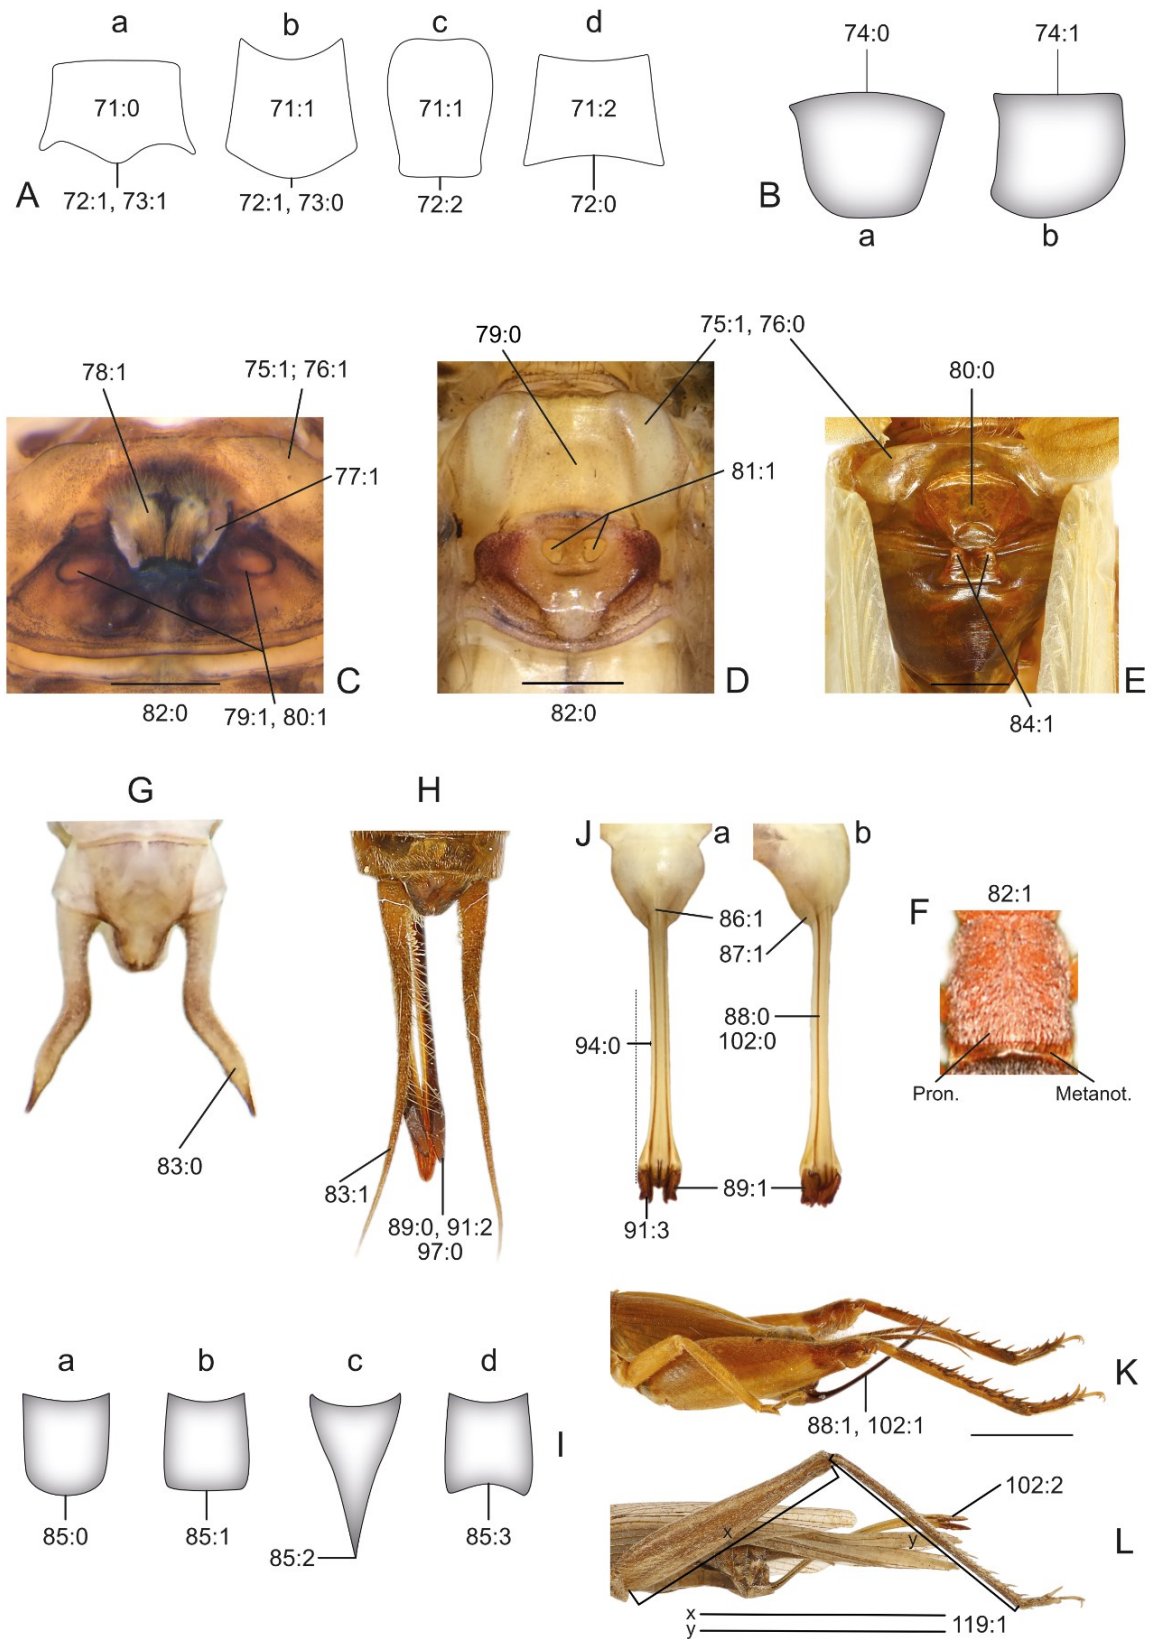 a b c d
71:0 71:1 71:1 71:2
72:1, 73:1 72:1, 73:0 72:2 72:0
A
74:0 74:1
B
a b
78:1
75:1; 76:1
77:1
82:0
79:1, 80:1
C
79:0
75:1, 76:0
81:1
82:0
D
80:0
84:1
E
G
83:0
H
83:1
89:0, 91:2
97:0
J a b
86:1
87:1
88:0
102:0
94:0
89:1
91:3
82:1
F
Pron. Metanot.
a b c d
85:0 85:1 85:2 85:3
I
88:1, 102:1
K
102:2
x
y
L
x
y
119:1